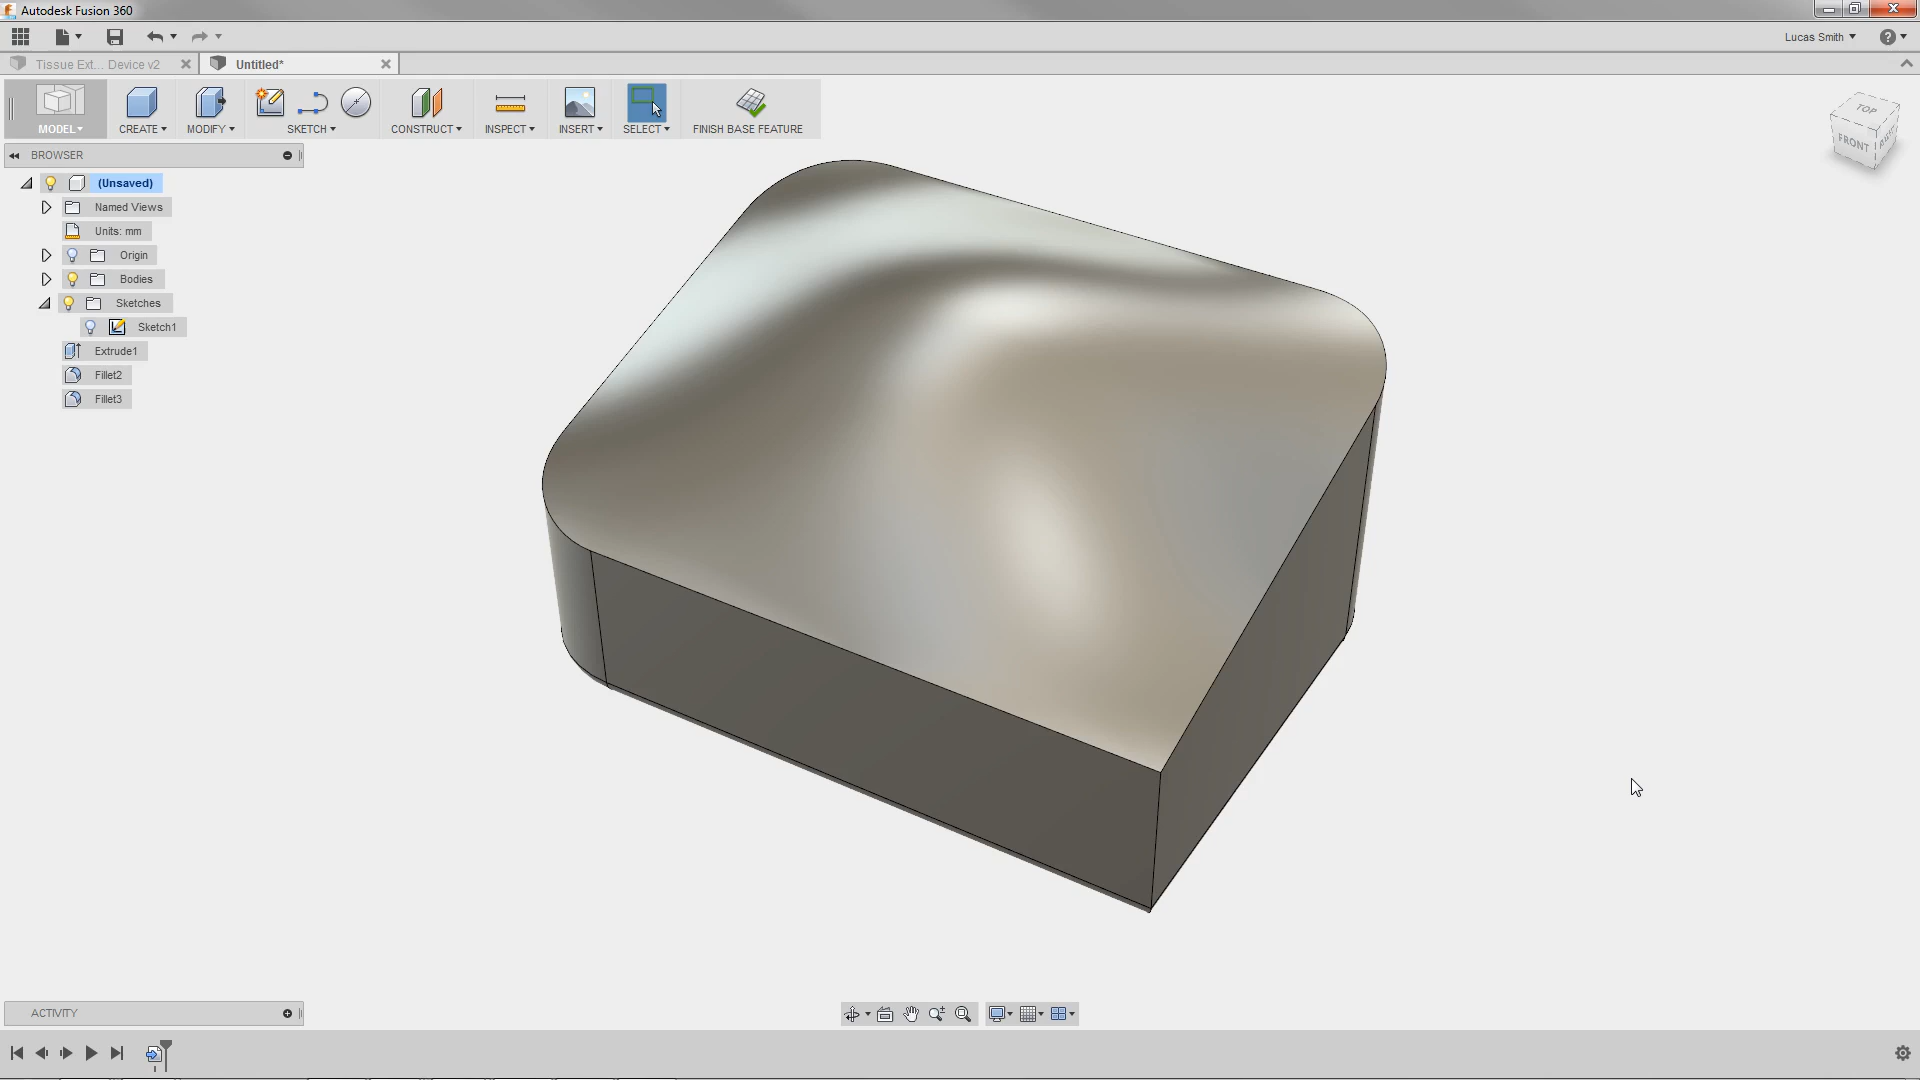 Autodesk Fusion 360
Lucas Smith
Tissue Ext... Device v2
Untitled*
MODEL
CREATE
MODIFY
SKETCH
CONSTRUCT
INSPECT
INSERT
SELECT
FINISH BASE FEATURE
TOP
FRONT
RIGHT
BROWSER
(Unsaved)
Named Views
Units: mm
Origin
Bodies
Sketches
Sketch1
Extrude1
Fillet2
Fillet3
ACTIVITY